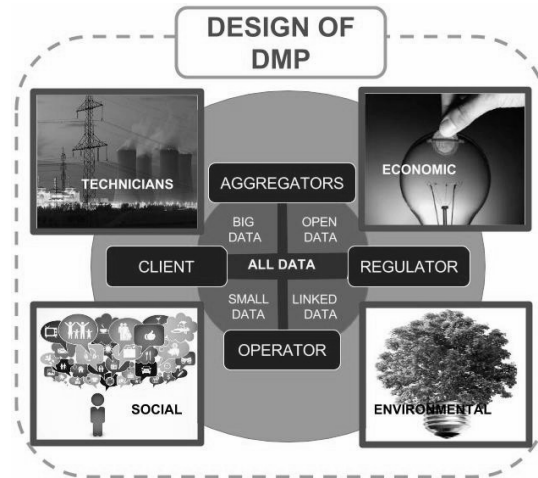 DESIGN OF
DMP
TECHNICIANS
ECONOMIC
AGGREGATORS
BIG
DATA
OPEN
DATA
CLIENT
ALL DATA
REGULATOR
SMALL
DATA
LINKED
DATA
OPERATOR
SOCIAL
ENVIRONMENTAL